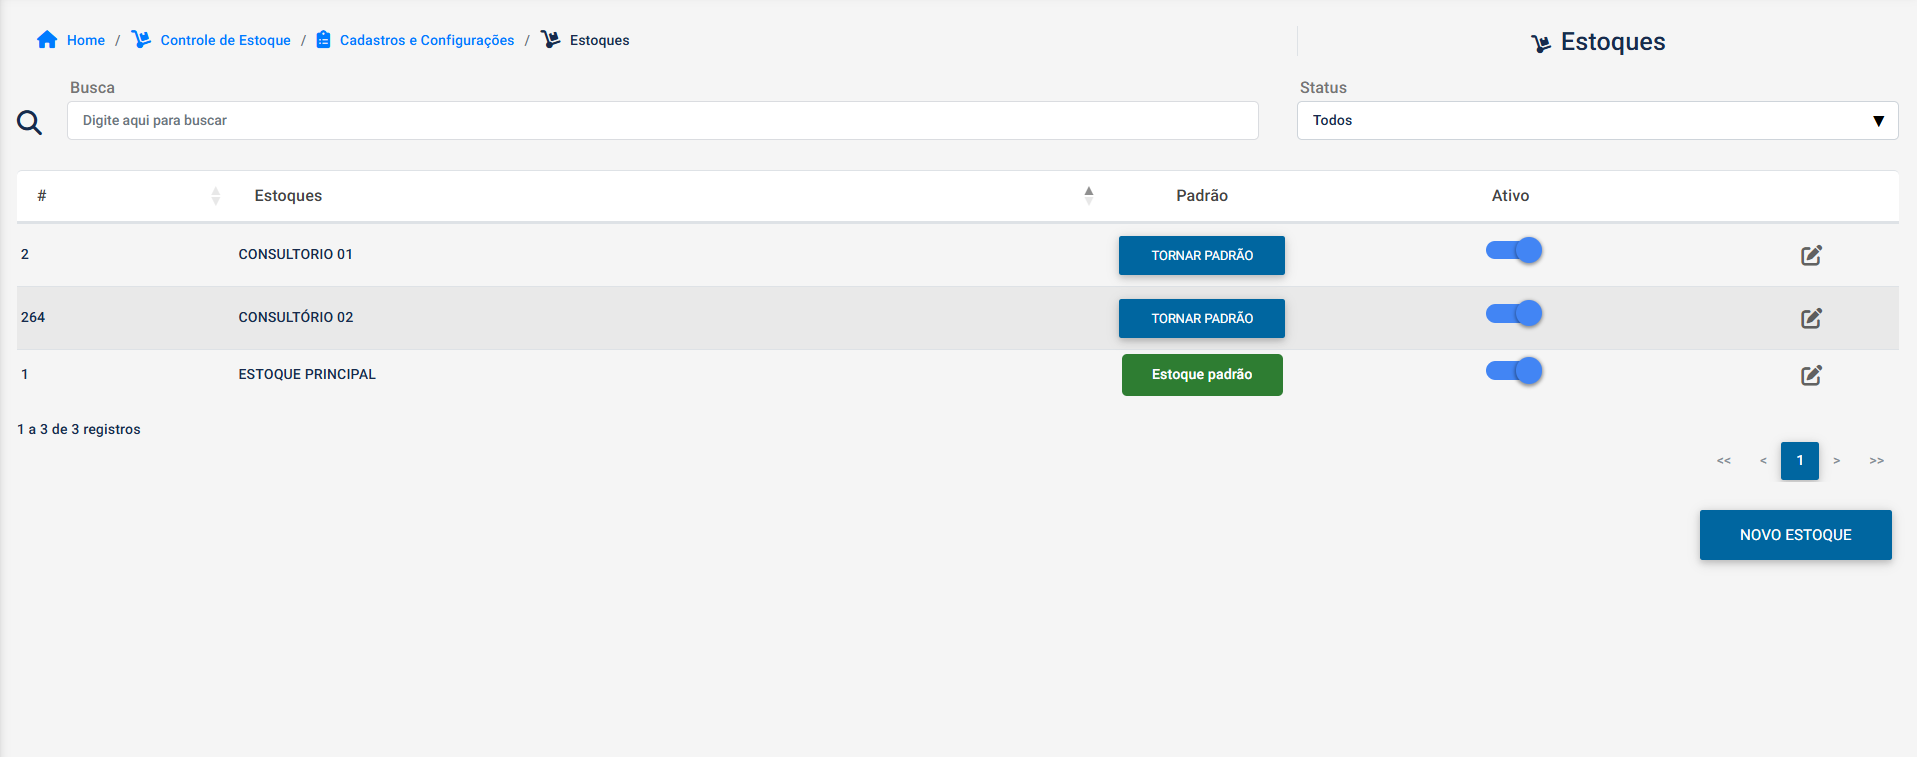 Home / Controle de Estoque / Cadastros e Configurações / Estoques
Estoques
Busca
Status
Digite aqui para buscar
Todos
# Estoques Padrão Ativo
2 CONSULTORIO 01 TORNAR PADRÃO
264 CONSULTÓRIO 02 TORNAR PADRÃO
1 ESTOQUE PRINCIPAL Estoque padrão
1 a 3 de 3 registros
<< < 1 > >>
NOVO ESTOQUE